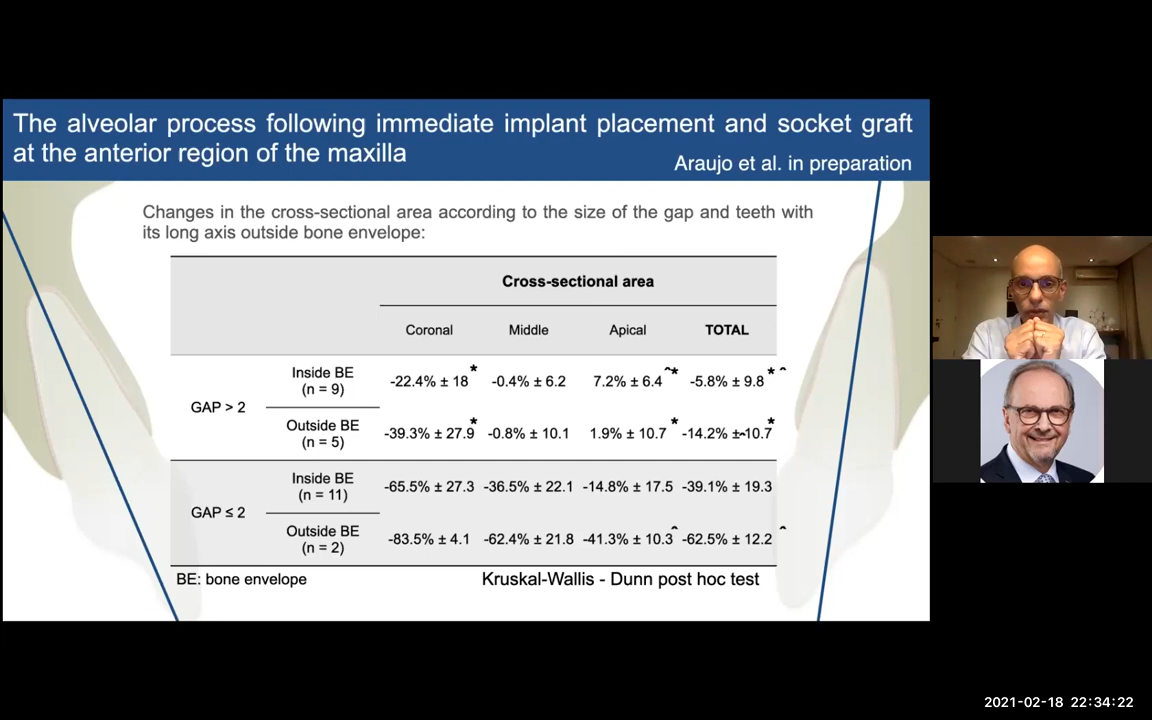 The alveolar process following immediate implant placement and socket graft
at the anterior region of the maxilla
Araujo et al. in preparation
Changes in the cross-sectional area according to the size of the gap and teeth with
its long axis outside bone envelope:
Cross-sectional area
Coronal Middle Apical TOTAL
GAP > 2
Inside BE
(n = 9)
-22.4% ± 18* -0.4% ± 6.2 7.2% ± 6.4^* -5.8% ± 9.8*^
Outside BE
(n = 5)
-39.3% ± 27.9* -0.8% ± 10.1 1.9% ± 10.7* -14.2% ± 10.7*
GAP ≤ 2
Inside BE
(n = 11)
-65.5% ± 27.3 -36.5% ± 22.1 -14.8% ± 17.5 -39.1% ± 19.3
Outside BE
(n = 2)
-83.5% ± 4.1 -62.4% ± 21.8 -41.3% ± 10.3^ -62.5% ± 12.2^
BE: bone envelope
Kruskal-Wallis - Dunn post hoc test
2021-02-18 22:34:22